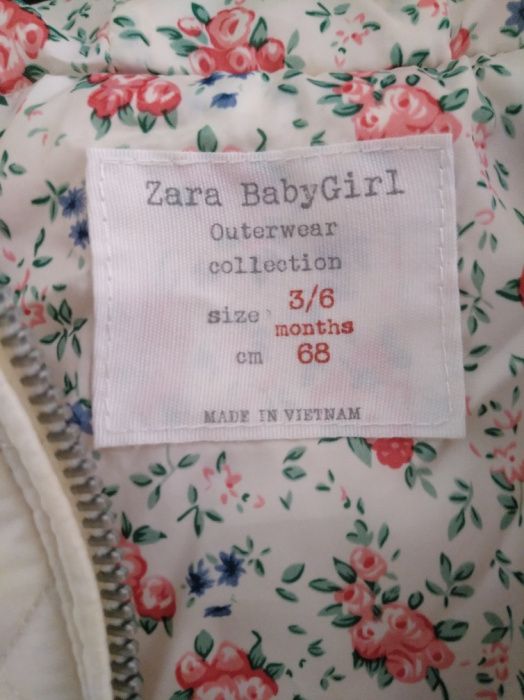 Zara BabyGirl
Outerwear
collection
size 3/6
months
cm 68
MADE IN VIETNAM